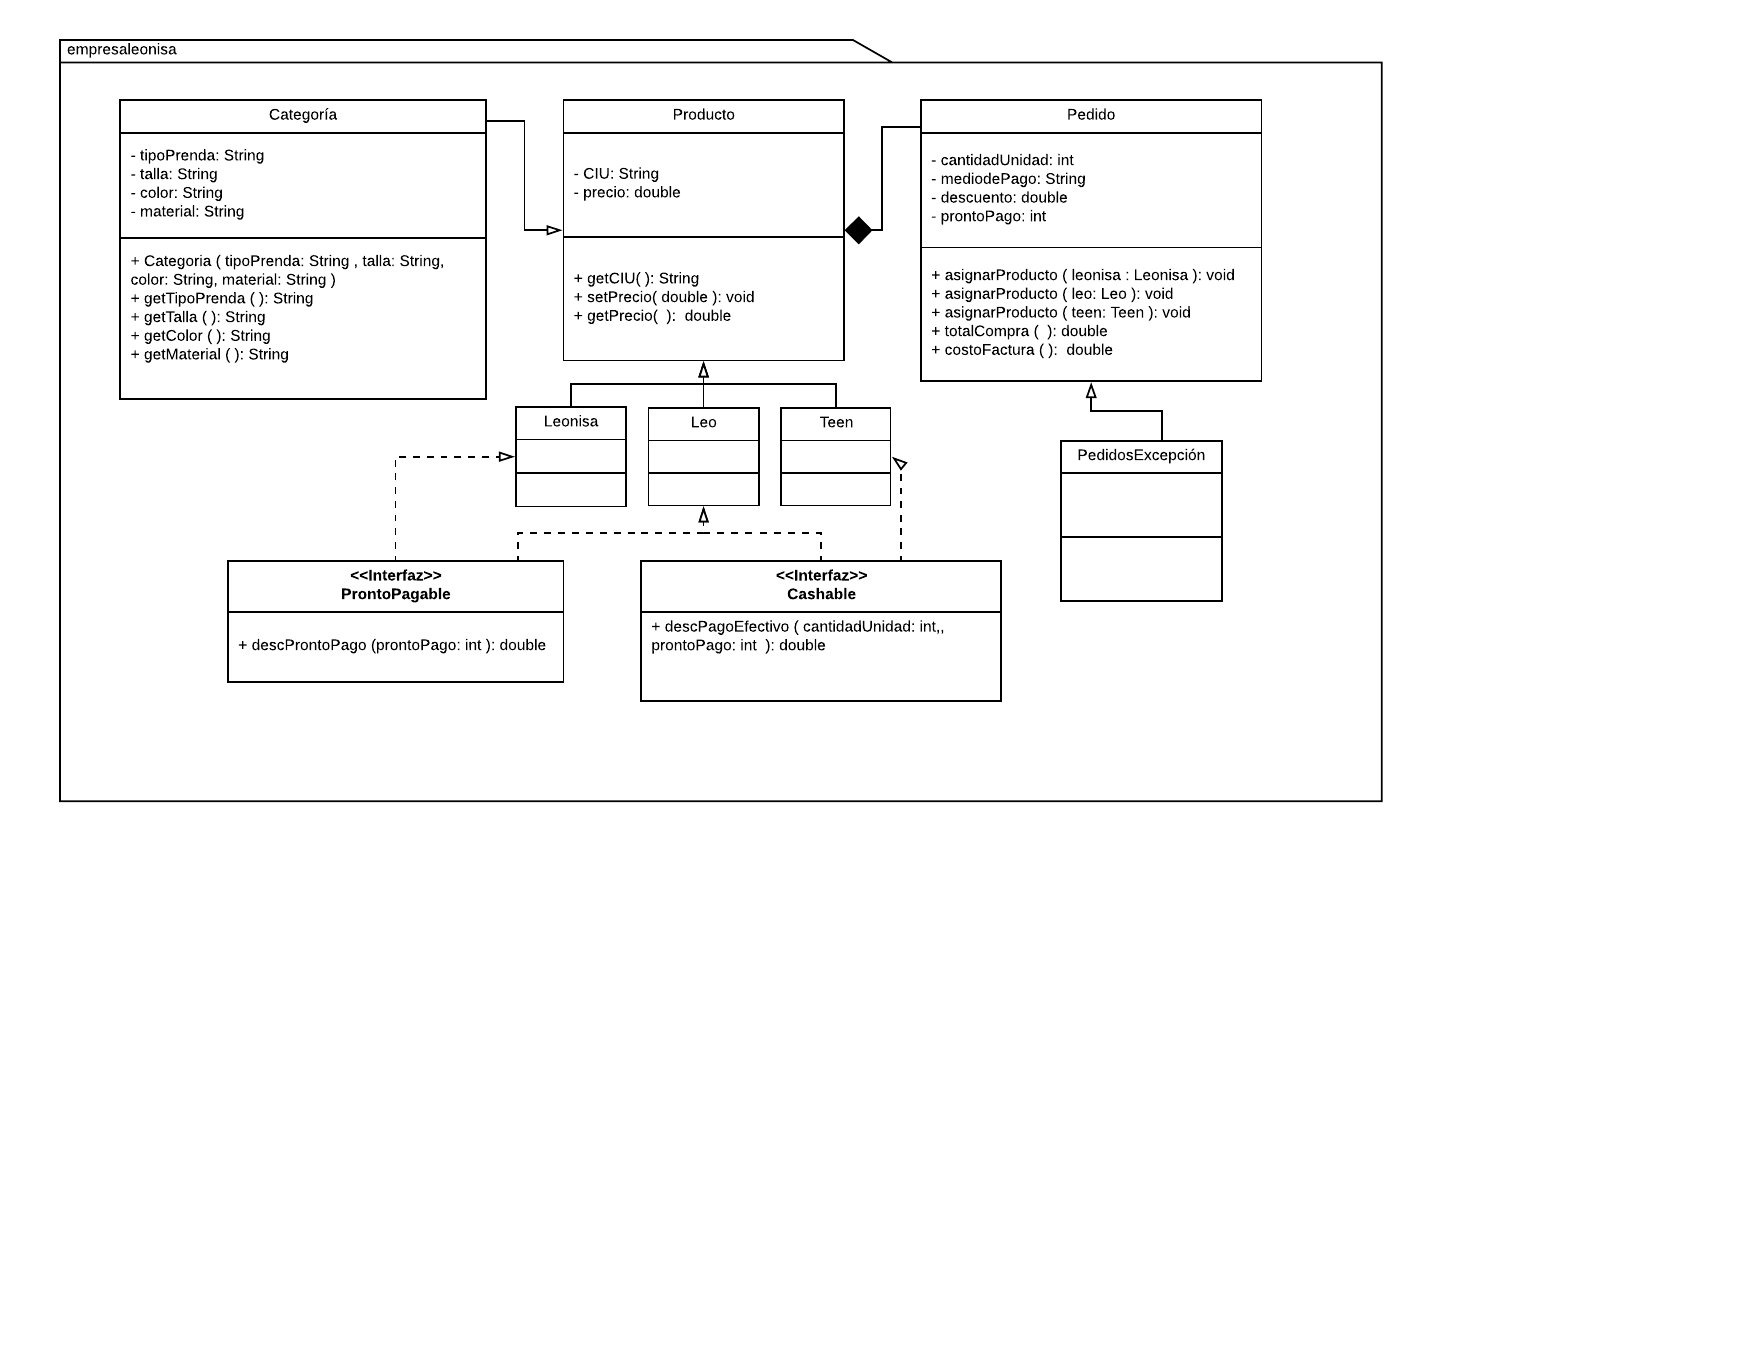 empresaleonisa
Categoría
- tipoPrenda: String
- talla: String
- color: String
- material: String
+ Categoria ( tipoPrenda: String , talla: String,
color: String, material: String )
+ getTipoPrenda ( ): String
+ getTalla ( ): String
+ getColor ( ): String
+ getMaterial ( ): String
Producto
- CIU: String
- precio: double
+ getCIU( ): String
+ setPrecio( double ): void
+ getPrecio(  ):  double
Pedido
- cantidadUnidad: int
- mediodePago: String
- descuento: double
- prontoPago: int
+ asignarProducto ( leonisa : Leonisa ): void
+ asignarProducto ( leo: Leo ): void
+ asignarProducto ( teen: Teen ): void
+ totalCompra (  ): double
+ costoFactura ( ):  double
Leonisa
Leo
Teen
PedidosExcepción
<<Interfaz>>
ProntoPagable
+ descProntoPago (prontoPago: int ): double
<<Interfaz>>
Cashable
+ descPagoEfectivo ( cantidadUnidad: int,,
prontoPago: int  ): double